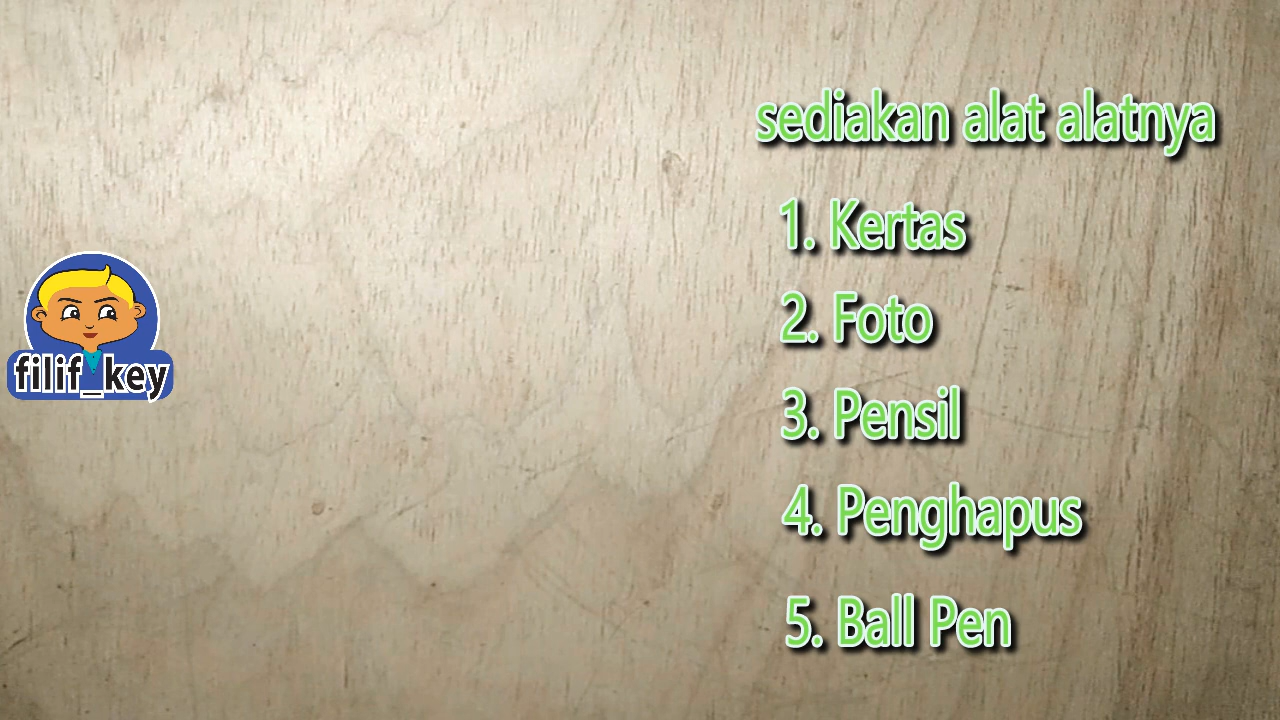 sediakan alat alatnya
1. Kertas
2. Foto
3. Pensil
4. Penghapus
5. Ball Pen
filif_key